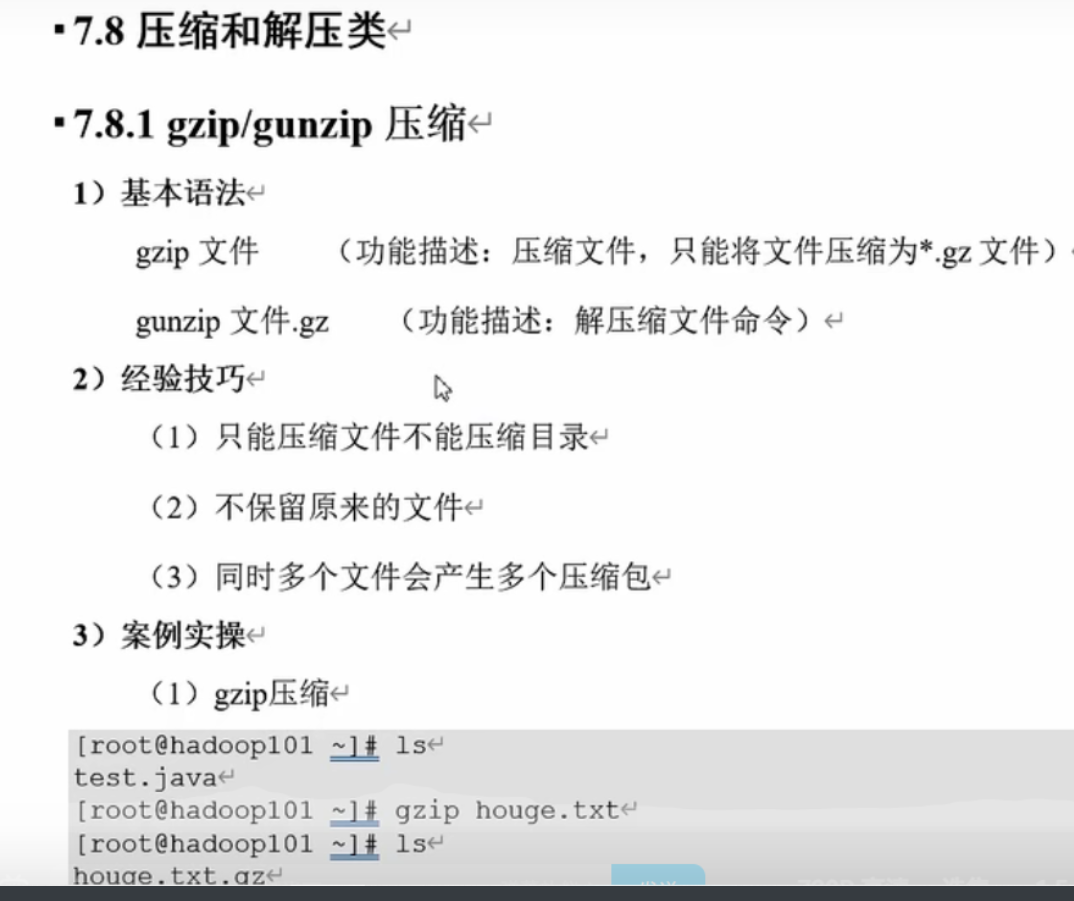 ▪7.8 压缩和解压类↵
▪7.8.1 gzip/gunzip 压缩↵
1）基本语法↵
gzip 文件 （功能描述：压缩文件，只能将文件压缩为*.gz 文件）
gunzip 文件.gz （功能描述：解压缩文件命令）↵
2）经验技巧↵
（1）只能压缩文件不能压缩目录↵
（2）不保留原来的文件↵
（3）同时多个文件会产生多个压缩包↵
3）案例实操↵
（1）gzip压缩↵
[root@hadoop101 ~]# ls↵
test.java↵
[root@hadoop101 ~]# gzip houge.txt↵
[root@hadoop101 ~]# ls↵
houge.txt.gz↵